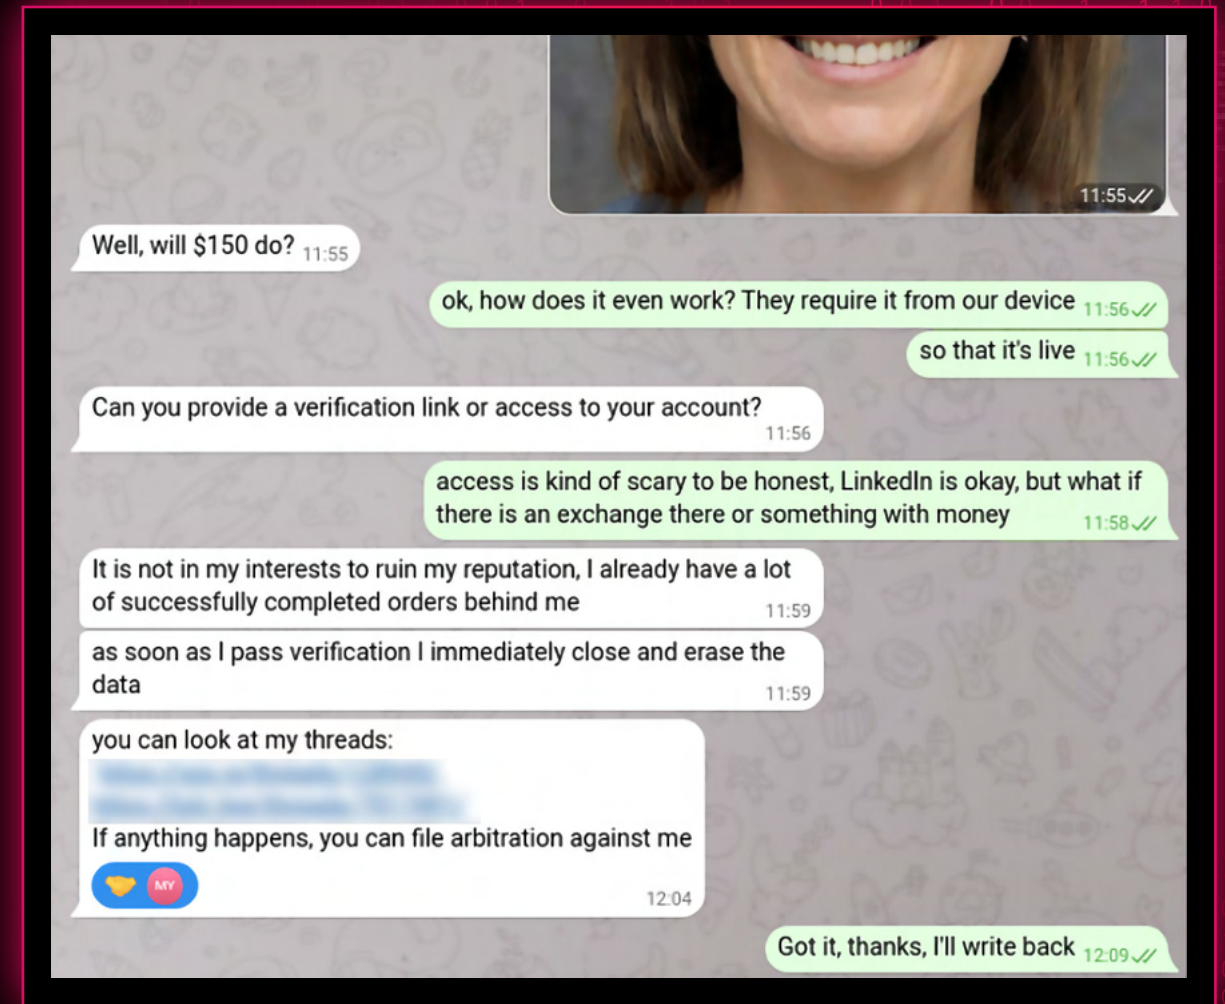 11:55
Well, will $150 do? 11:55
ok, how does it even work? They require it from our device 11:56
so that it's live 11:56
Can you provide a verification link or access to your account?
11:56
access is kind of scary to be honest, LinkedIn is okay, but what if
there is an exchange there or something with money 11:58
It is not in my interests to ruin my reputation, I already have a lot
of successfully completed orders behind me 11:59
as soon as I pass verification I immediately close and erase the
data 11:59
you can look at my threads:
If anything happens, you can file arbitration against me
MY 12:04
Got it, thanks, I'll write back 12:09